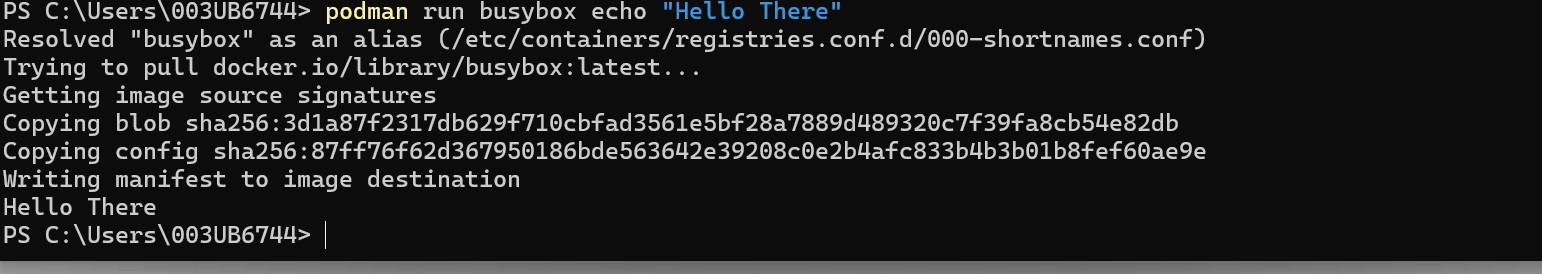 PS C:\Users\003UB6744> podman run busybox echo "Hello There"
Resolved "busybox" as an alias (/etc/containers/registries.conf.d/000-shortnames.conf)
Trying to pull docker.io/library/busybox:latest...
Getting image source signatures
Copying blob sha256:3d1a87f2317db629f710cbfad3561e5bf28a7889d489320c7f39fa8cb54e82db
Copying config sha256:87ff76f62d367950186bde563642e39208c0e2b4afc833b4b3b01b8fef60ae9e
Writing manifest to image destination
Hello There
PS C:\Users\003UB6744>